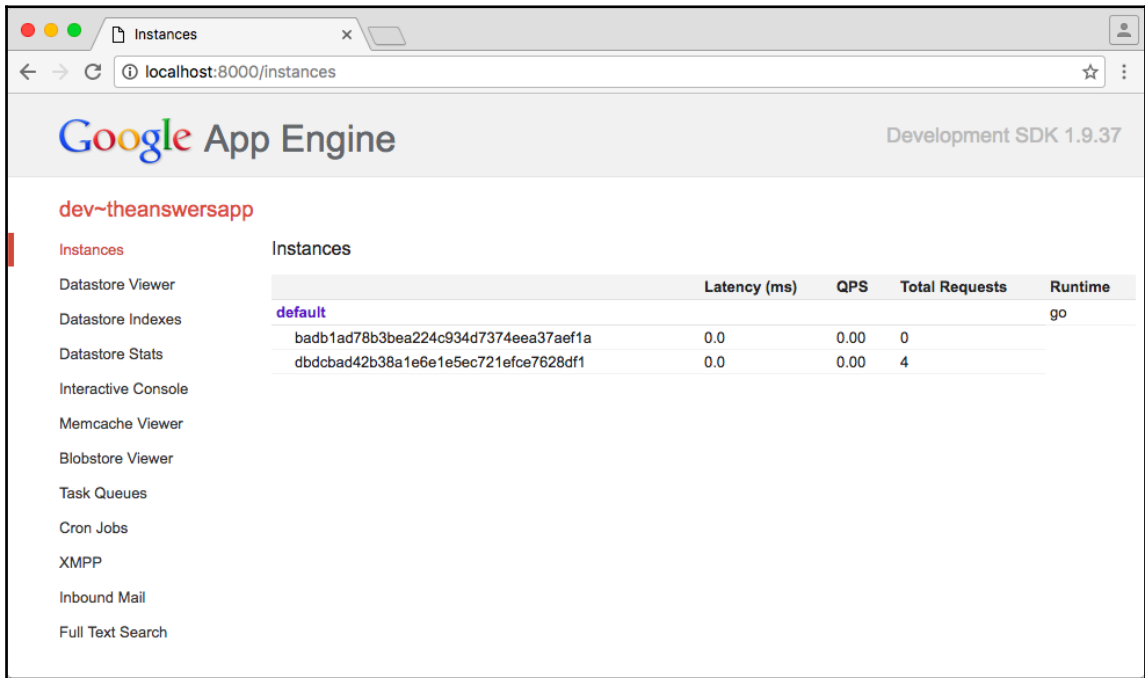 Instances
localhost:8000/instances
Google App Engine
Development SDK 1.9.37
dev~theanswersapp
Instances
Datastore Viewer
Datastore Indexes
Datastore Stats
Interactive Console
Memcache Viewer
Blobstore Viewer
Task Queues
Cron Jobs
XMPP
Inbound Mail
Full Text Search
Instances
Latency (ms) QPS Total Requests Runtime
default go
badb1ad78b3bea224c934d7374eea37aef1a 0.0 0.00 0
dbdcbad42b38a1e6e1e5ec721efce7628df1 0.0 0.00 4